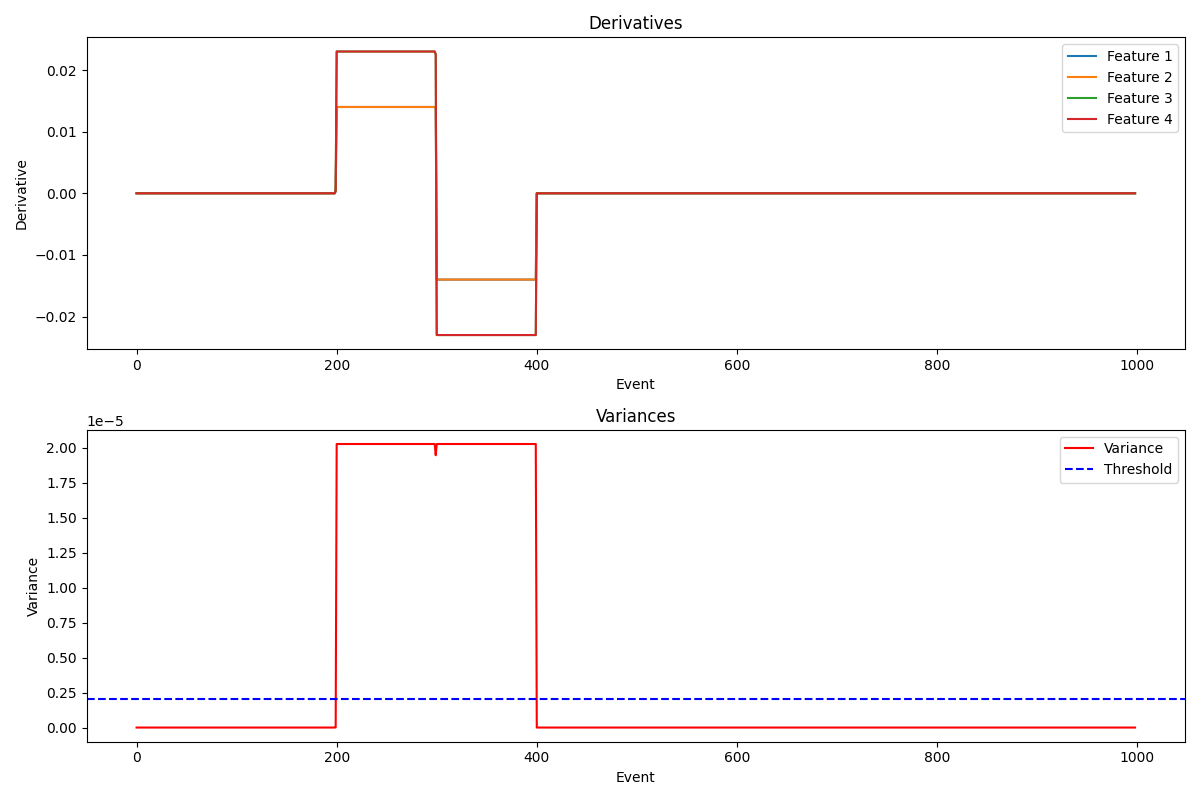 Derivatives
0.02
0.01
0.00
−0.01
−0.02
Derivative
Feature 1
Feature 2
Feature 3
Feature 4
0 200 400 600 800 1000
Event
Variances
1e−5
2.00
1.75
1.50
1.25
1.00
0.75
0.50
0.25
0.00
Variance
Variance
Threshold
0 200 400 600 800 1000
Event